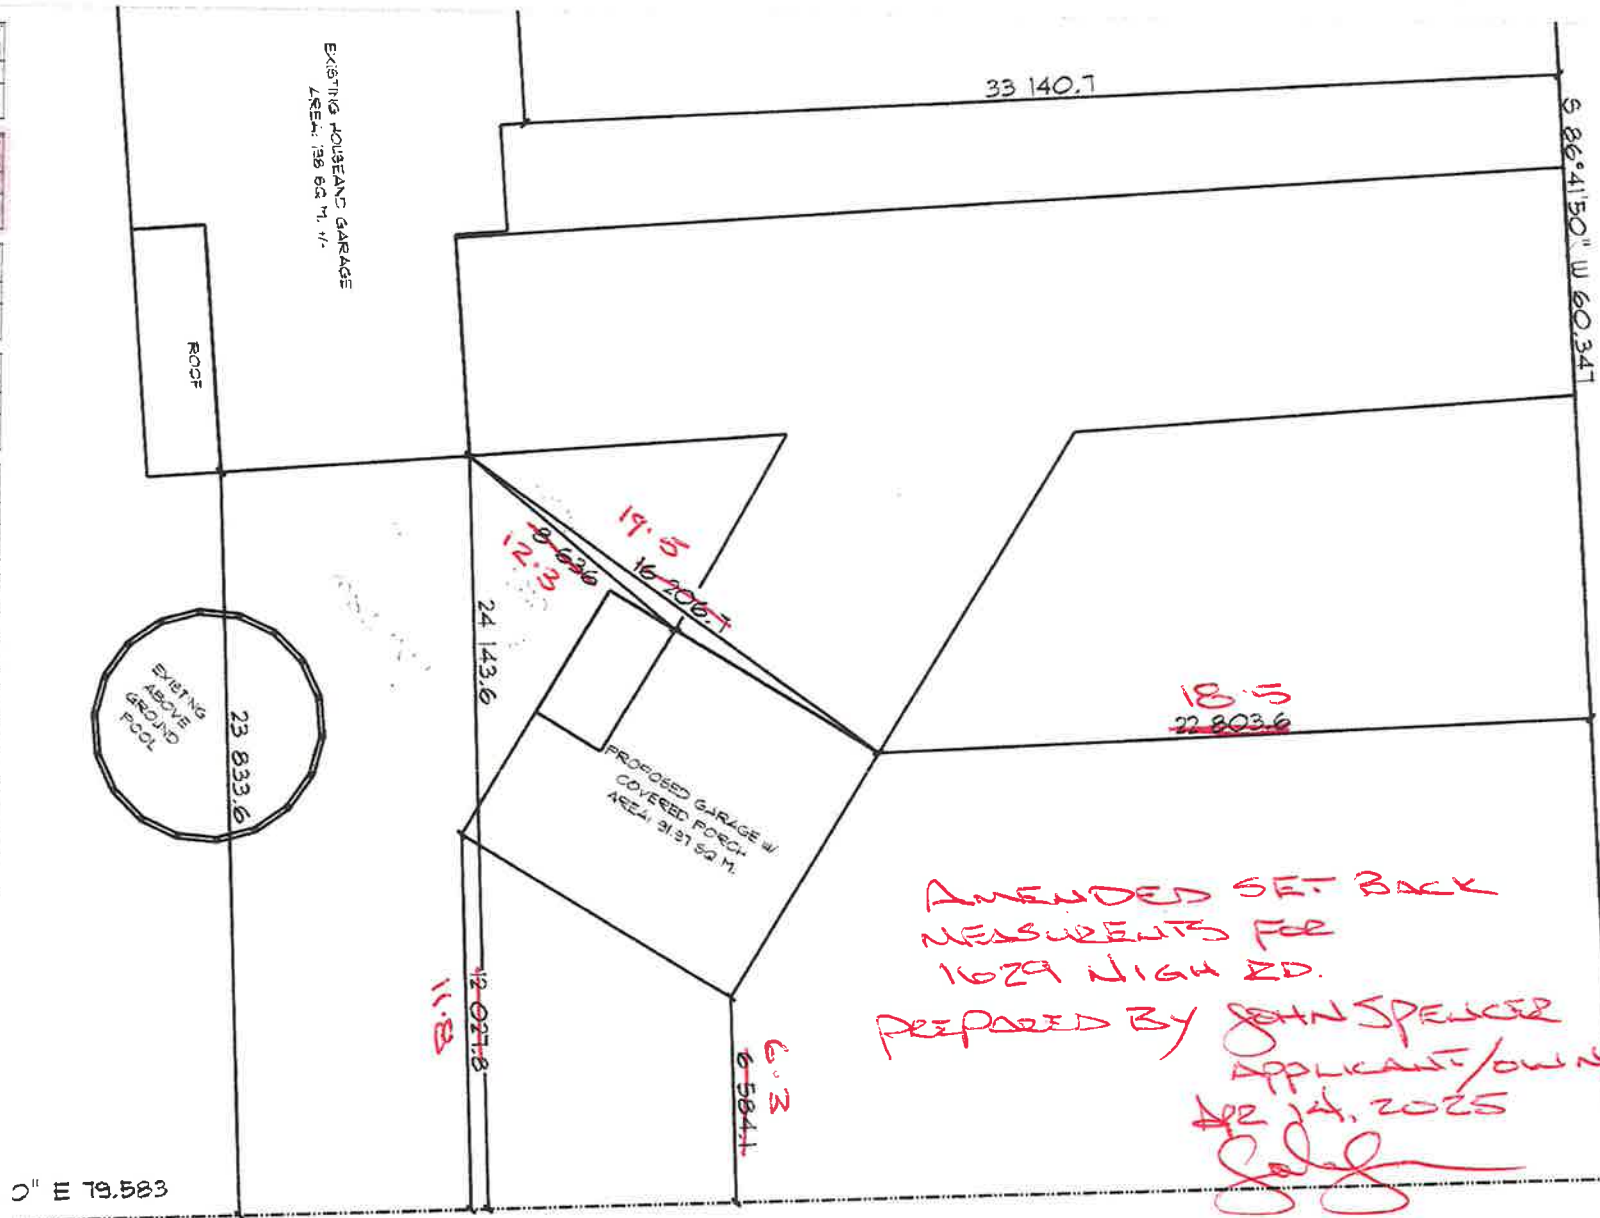 33 140.7
S 86°41'50" W 60.347
EXISTING HOUSE AND GARAGE
AREA: 138 SQ M. +/-
ROOF
19.5
16 206.7
8 636
12.3
24 143.6
18.5
22 803.6
EXISTING
ABOVE
GROUND
POOL
23 833.6
PROPOSED GARAGE W/
COVERED PORCH
AREA: 91.97 SQ M.
AMENDED SET BACK
MEASURENTS FOR
1629 NIGH RD.
PREPARED BY JOHN SPENCER
APPLICANT/OWN
APR 14, 2025
12 027.8
11.8
6.3
6 584.1
0" E 79.583